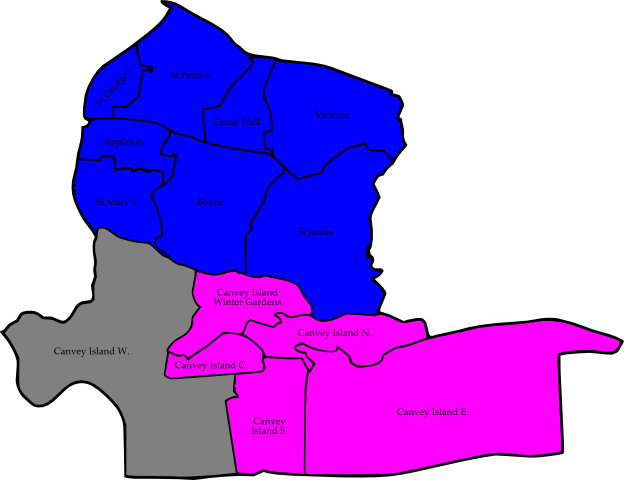 St George's
St Peter's
Cedar Hall
Victoria
Appleton
St Mary's
Boyce
St James
Canvey Island
Winter Gardens
Canvey Island N.
Canvey Island W.
Canvey Island C.
Canvey
Island S.
Canvey Island E.